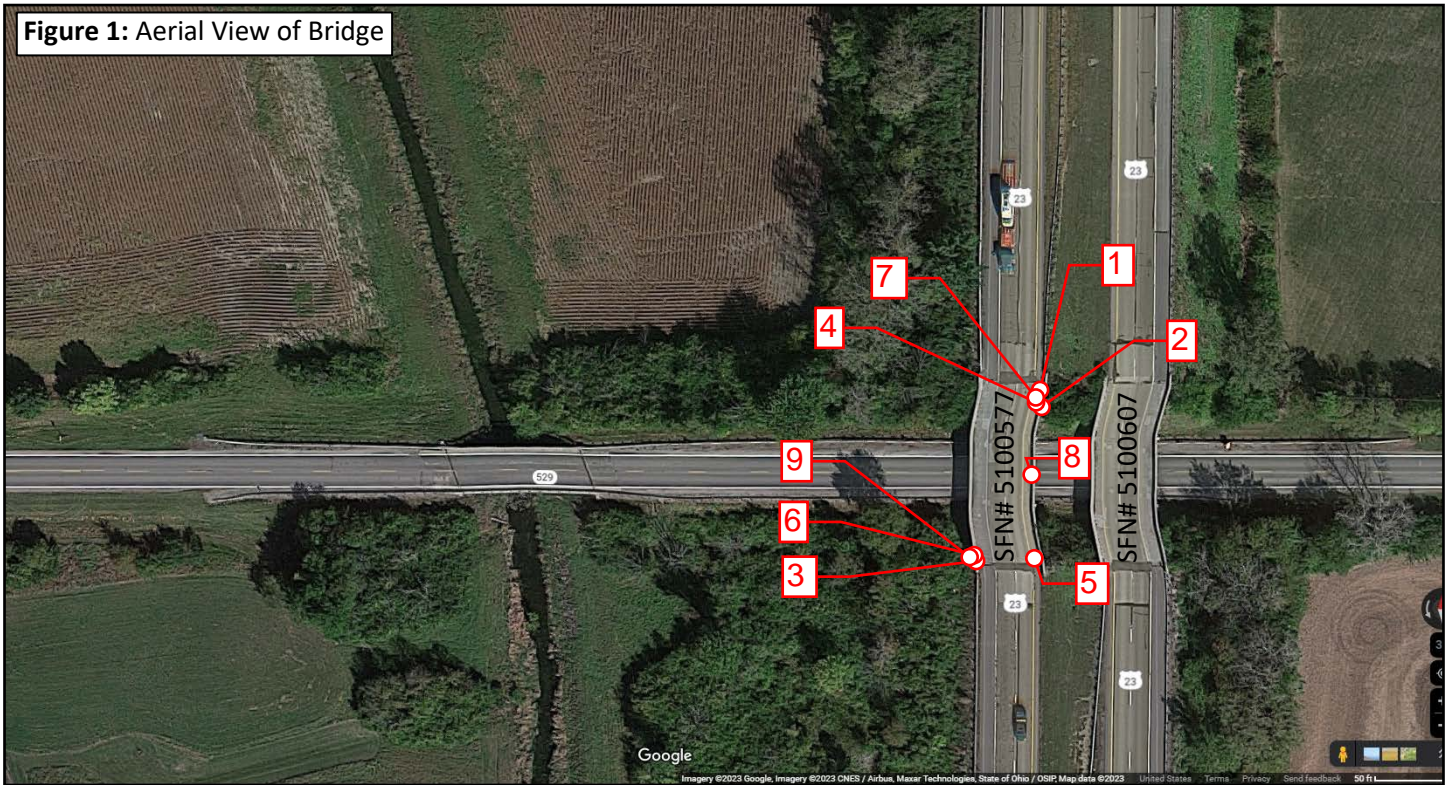 Figure 1: Aerial View of Bridge
23
23
1
7
4
2
SFN# 5100577
SFN# 5100607
8
9
529
6
3
5
23
23
Google
Imagery ©2023 Google, Imagery ©2023 CNES / Airbus, Maxar Technologies, State of Ohio / OSIP, Map data ©2023 United States Terms Privacy Send feedback 50 ft